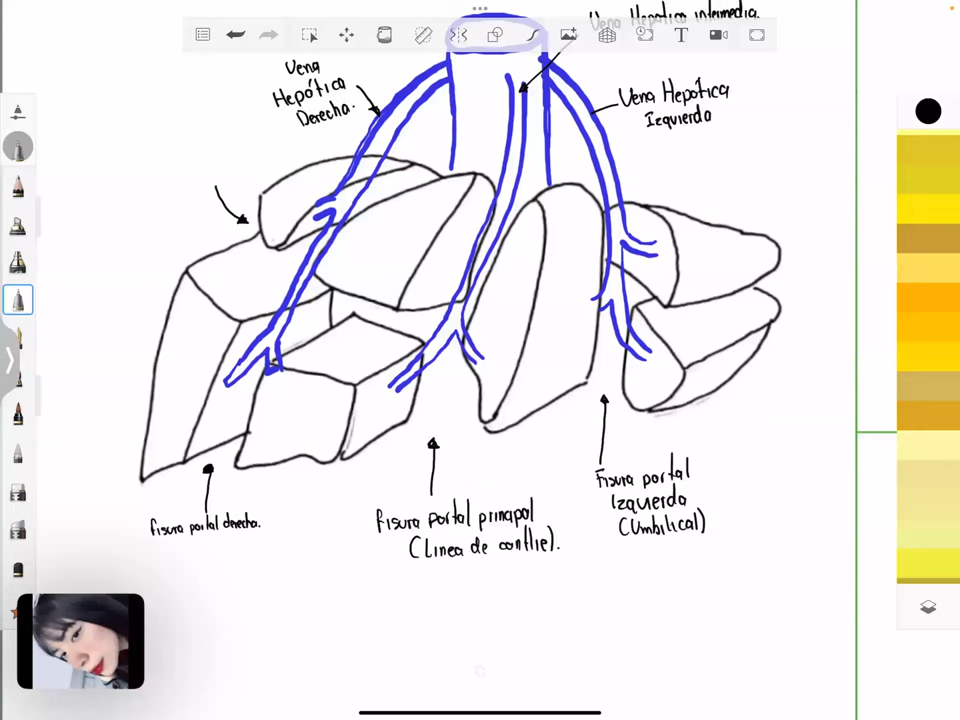 Vena Hepática intermedia.
Vena
Hepática
Derecha.
Vena Hepática
Izquierda
fisura portal derecha.
fisura portal principal
(Linea de contlie).
Fisura portal
Izquierda
(Umbilical)
T